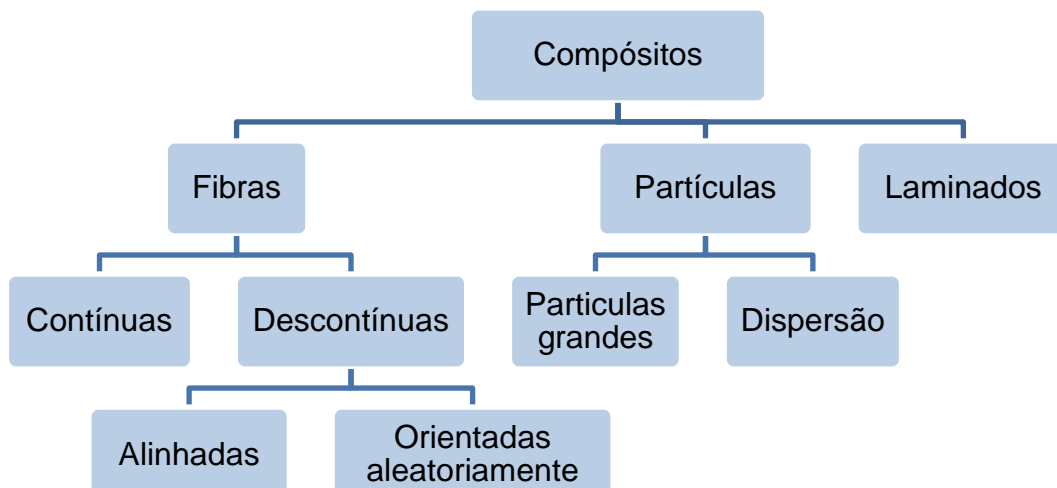 Compósitos
Fibras
Partículas
Laminados
Contínuas
Descontínuas
Particulas
grandes
Dispersão
Alinhadas
Orientadas
aleatoriamente